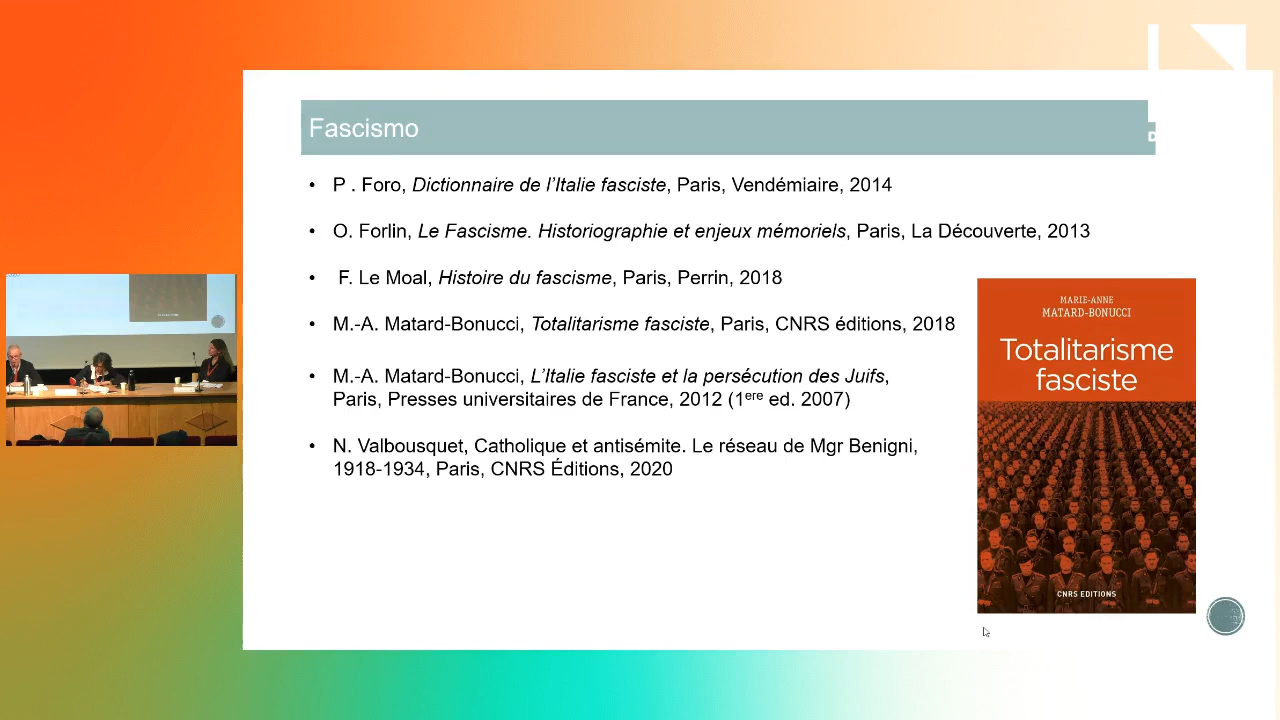 Fascismo
• P . Foro, Dictionnaire de l'Italie fasciste, Paris, Vendémiaire, 2014
• O. Forlin, Le Fascisme. Historiographie et enjeux mémoriels, Paris, La Découverte, 2013
• F. Le Moal, Histoire du fascisme, Paris, Perrin, 2018
• M.-A. Matard-Bonucci, Totalitarisme fasciste, Paris, CNRS éditions, 2018
• M.-A. Matard-Bonucci, L'Italie fasciste et la persécution des Juifs,
Paris, Presses universitaires de France, 2012 (1ere ed. 2007)
• N. Valbousquet, Catholique et antisémite. Le réseau de Mgr Benigni,
1918-1934, Paris, CNRS Éditions, 2020
MARIE-ANNE
MATARD-BONUCCI
Totalitarisme
fasciste
CNRS EDITIONS